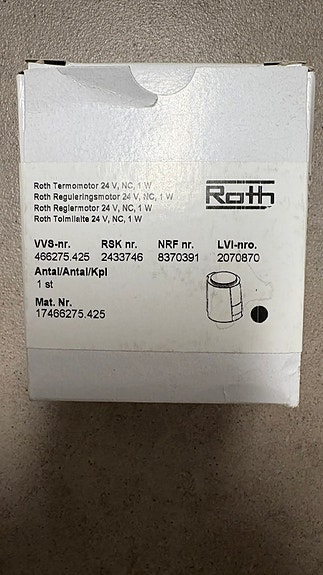 Roth Termomotor 24 V, NC, 1 W
Roth Reguleringsmotor 24 V, NC, 1 W
Roth Reglermotor 24 V, NC, 1 W
Roth Toimilaite 24 V, NC, 1 W
Roth
VVS-nr. RSK nr. NRF nr. LVI-nro.
466275.425 2433746 8370391 2070870
Antal/Antal/Kpl
1 st
Mat. Nr.
17466275.425